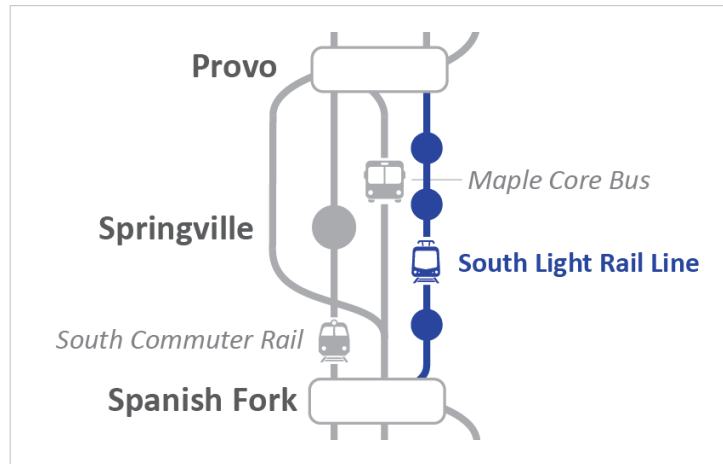 Provo
Maple Core Bus
Springville
South Light Rail Line
South Commuter Rail
Spanish Fork